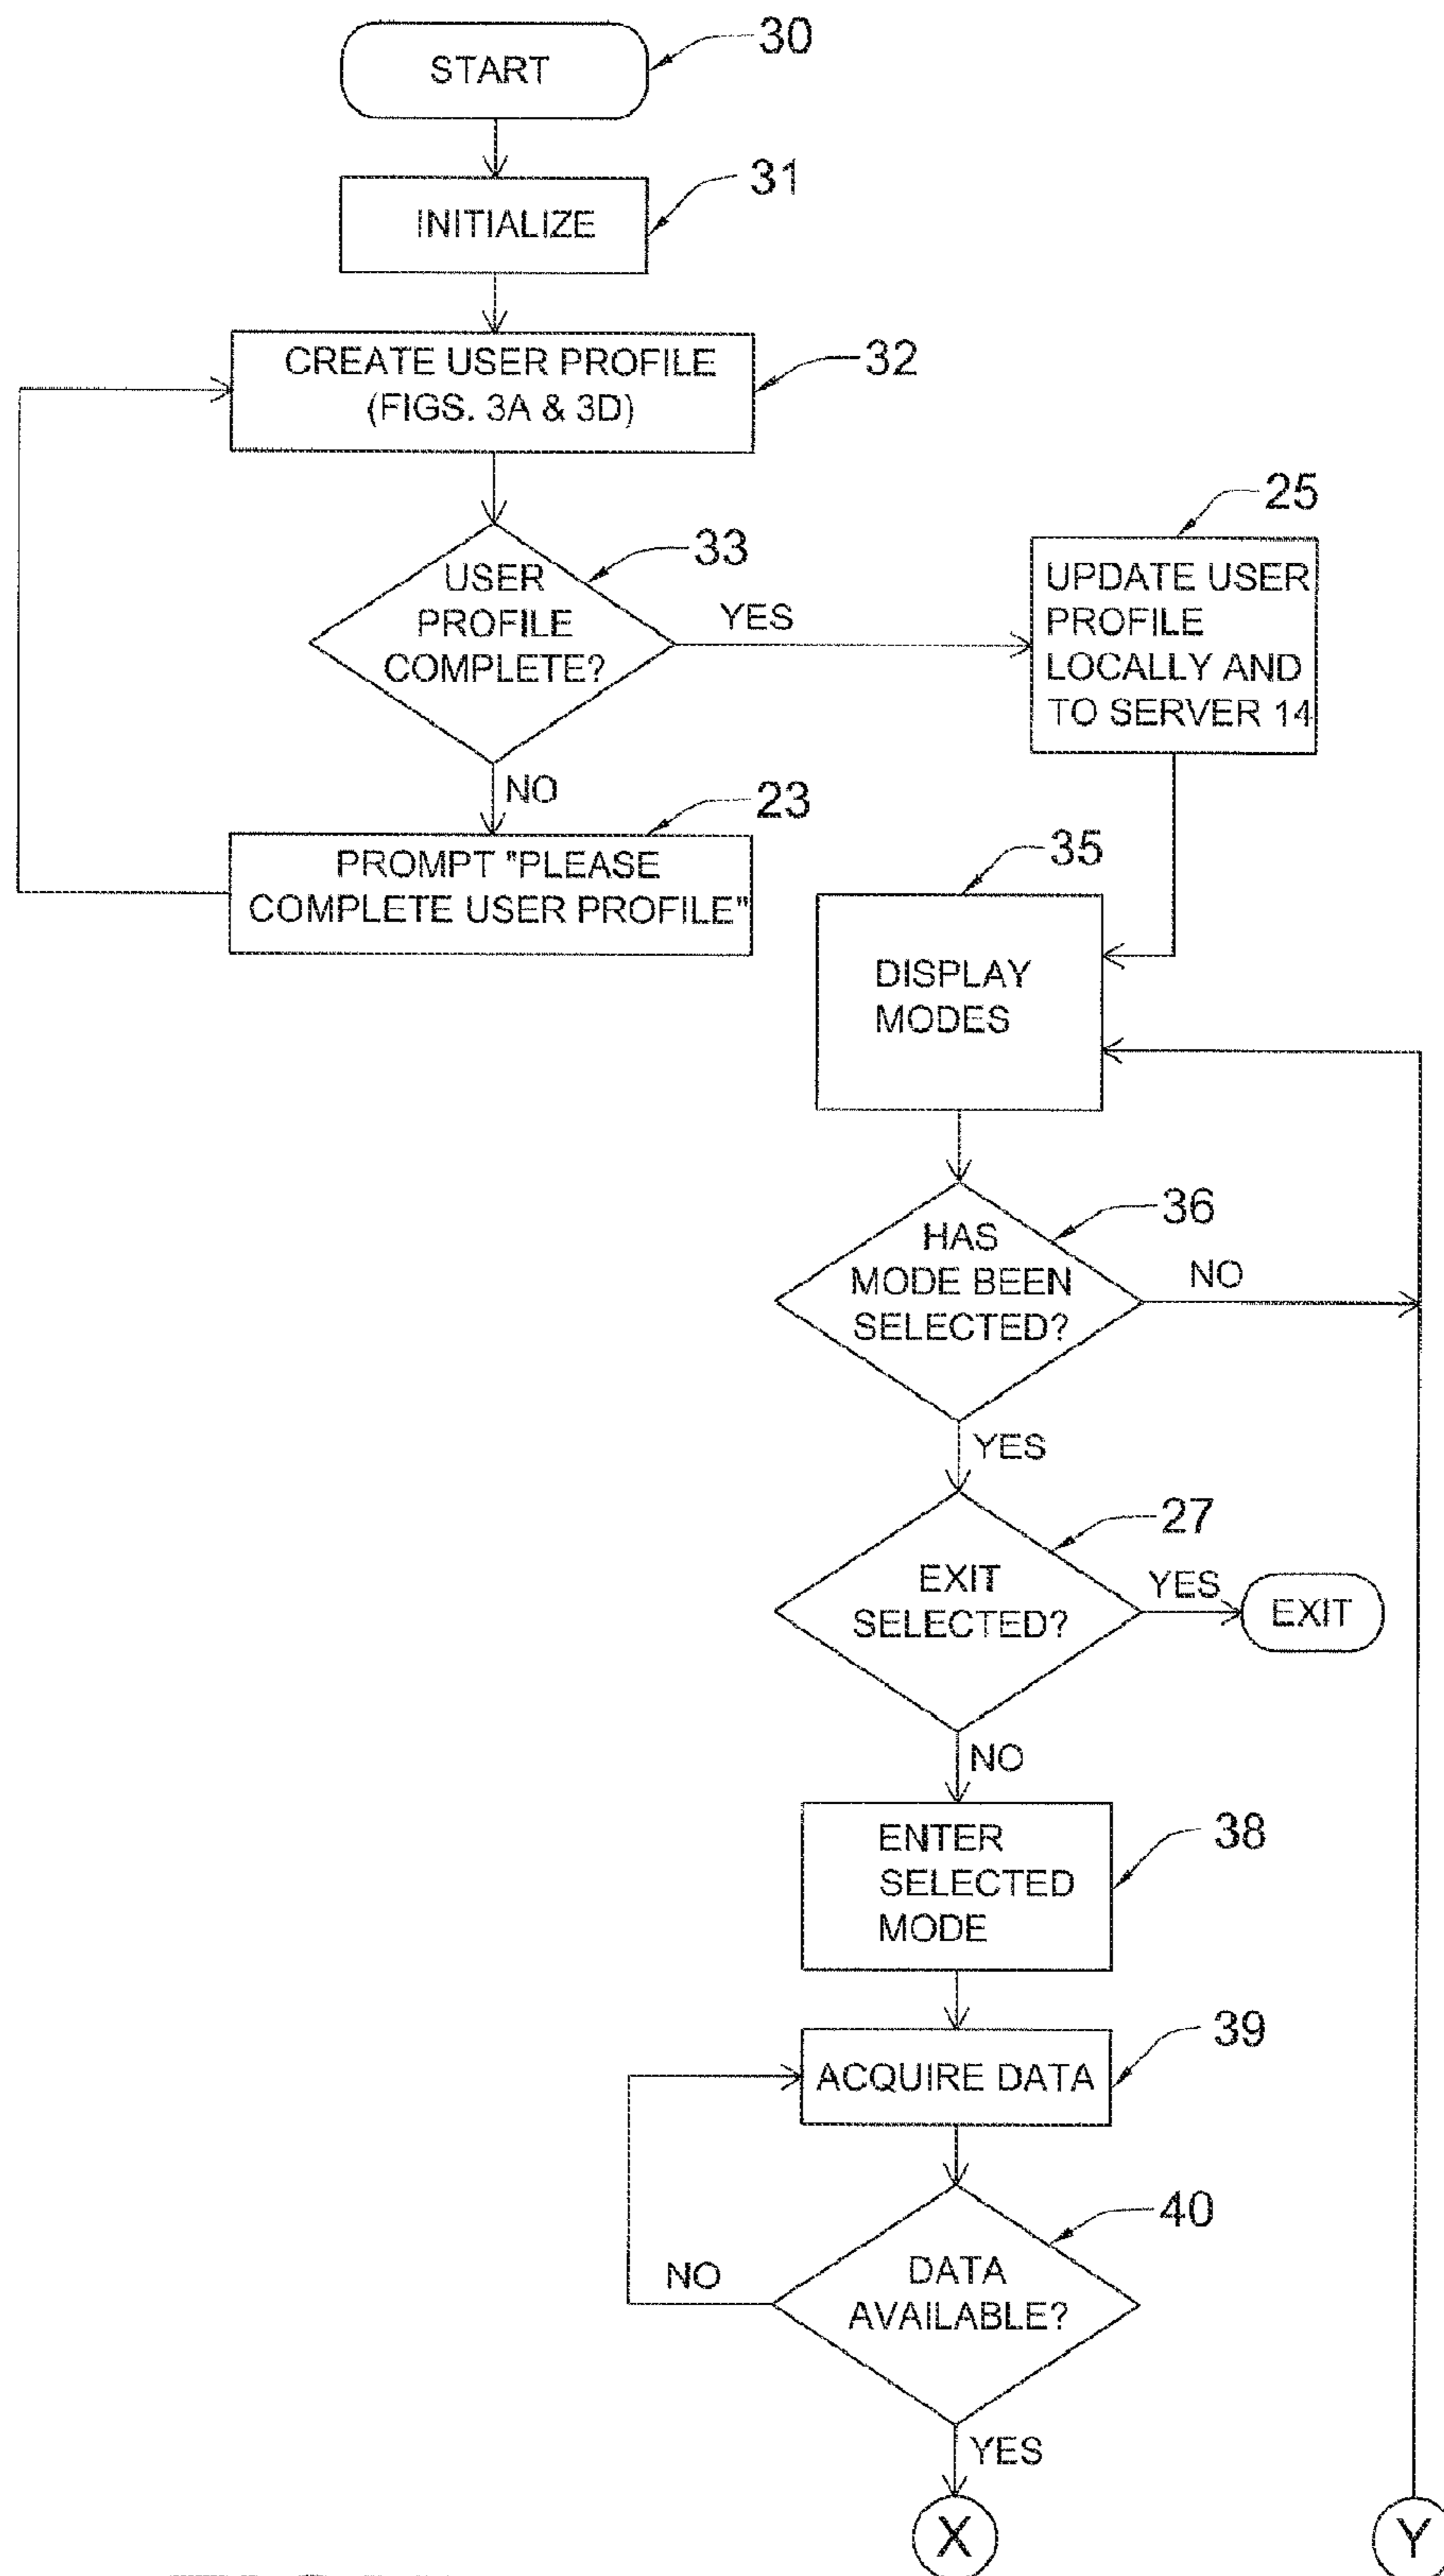 START
30
INITIALIZE
31
CREATE USER PROFILE
(FIGS. 3A & 3D)
32
USER
PROFILE
COMPLETE?
33
YES
25
UPDATE USER
PROFILE
LOCALLY AND
TO SERVER 14
NO
23
PROMPT "PLEASE
COMPLETE USER PROFILE"
35
DISPLAY
MODES
36
HAS
MODE BEEN
SELECTED?
NO
YES
27
EXIT
SELECTED?
YES
EXIT
NO
38
ENTER
SELECTED
MODE
39
ACQUIRE DATA
40
DATA
AVAILABLE?
NO
YES
X
Y